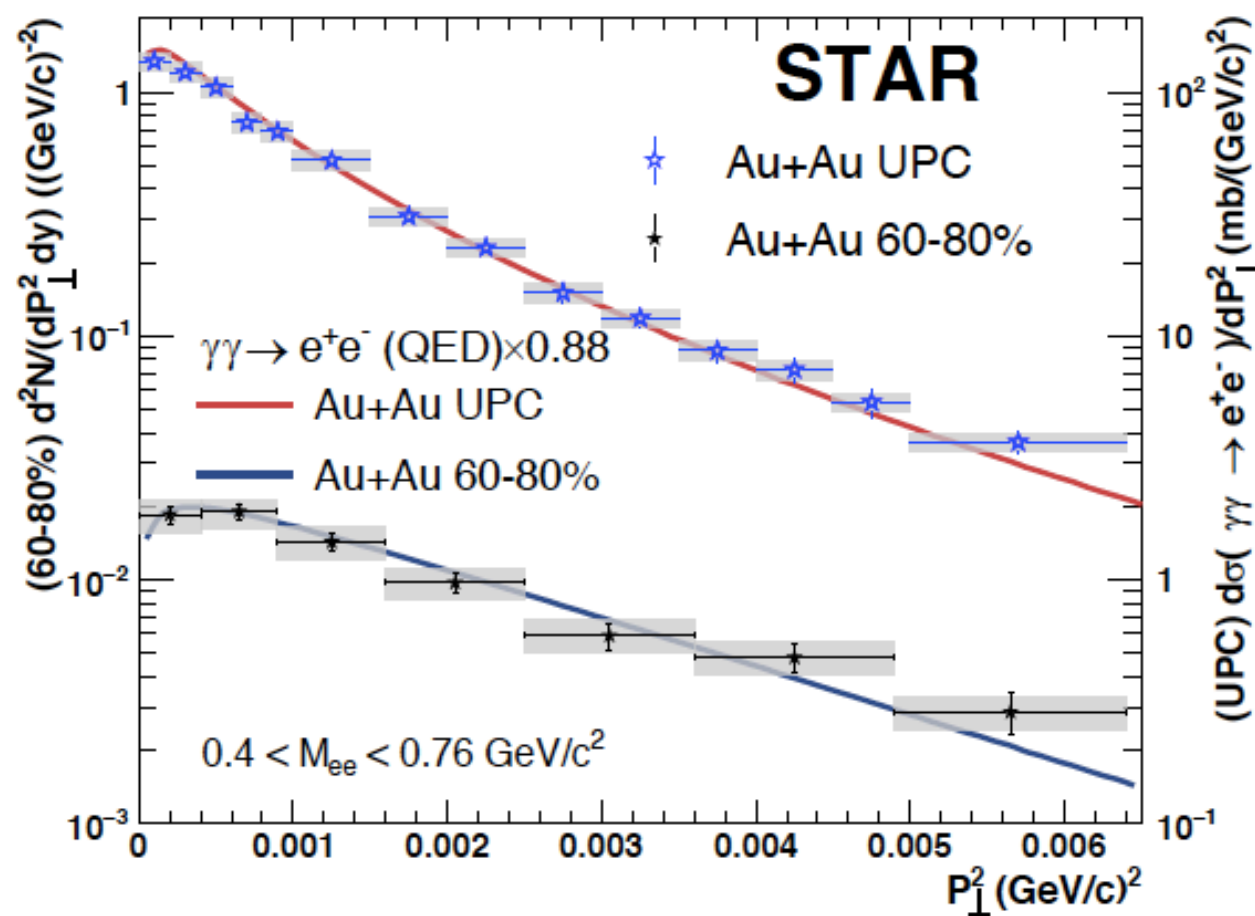 STAR
Au+Au UPC
Au+Au 60-80%
γγ→ e⁺e⁻ (QED)×0.88
Au+Au UPC
Au+Au 60-80%
0.4 < Mₑₑ < 0.76 GeV/c²
(60-80%) d²N/(dP²⊥ dy) ((GeV/c)⁻²)
1
10⁻¹
10⁻²
10⁻³
(UPC) dσ( γγ → e⁺e⁻ )/dP²⊥ (mb/(GeV/c)²)
10²
10
1
10⁻¹
0 0.001 0.002 0.003 0.004 0.005 0.006
P²⊥ (GeV/c)²